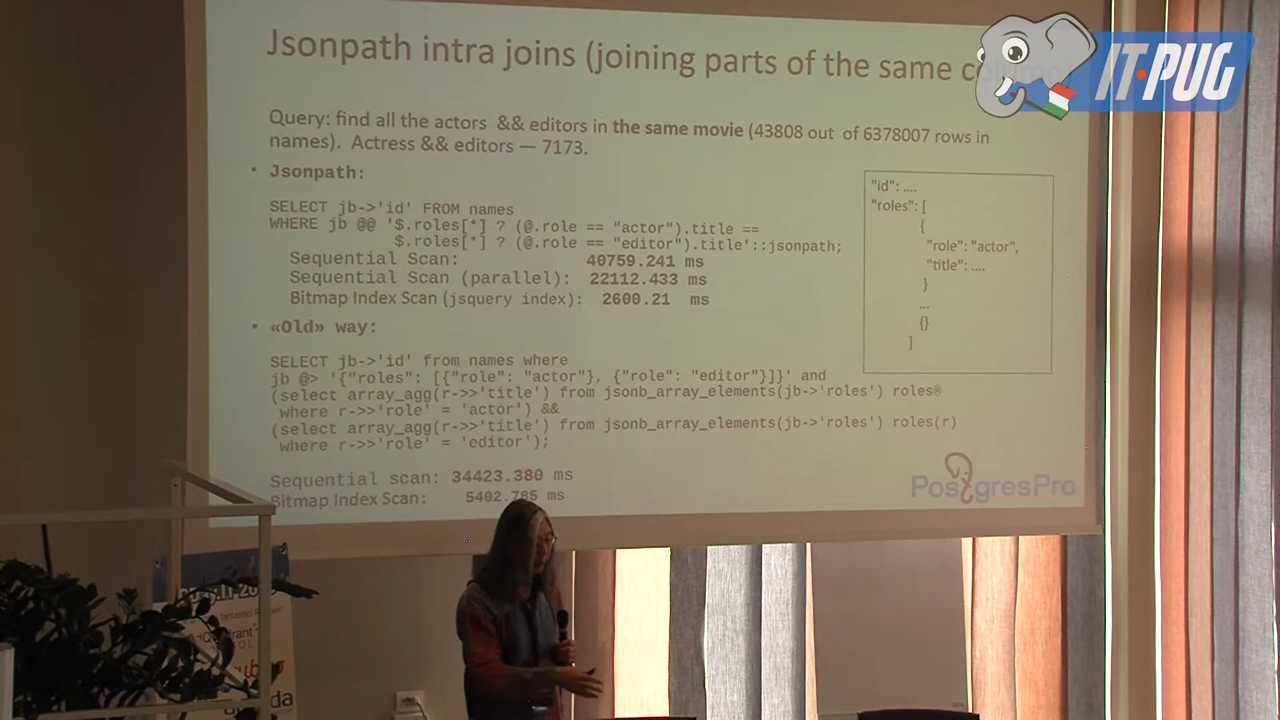 Jsonpath intra joins (joining parts of the same
IT·PUG
Query: find all the actors && editors in the same movie (43808 out of 6378007 rows in
names). Actress && editors — 7173.
• Jsonpath:
SELECT jb->'id' FROM names
WHERE jb @@ '$.roles[*] ? (@.role == "actor").title ==
$.roles[*] ? (@.role == "editor").title'::jsonpath;
Sequential Scan: 40759.241 ms
Sequential Scan (parallel): 22112.433 ms
Bitmap Index Scan (jsquery index): 2600.21 ms
"id": ....
"roles": [
{
"role": "actor",
"title": ....
}
...
{}
]
• «Old» way:
SELECT jb->'id' from names where
jb @> '{"roles": [{"role": "actor"}, {"role": "editor"}]}' and
(select array_agg(r->>'title') from jsonb_array_elements(jb->'roles') roles®
where r->>'role' = 'actor') &&
(select array_agg(r->>'title') from jsonb_array_elements(jb->'roles') roles(r)
where r->>'role' = 'editor');
Sequential scan: 34423.380 ms
Bitmap Index Scan: 5402.785 ms
PostgresPro